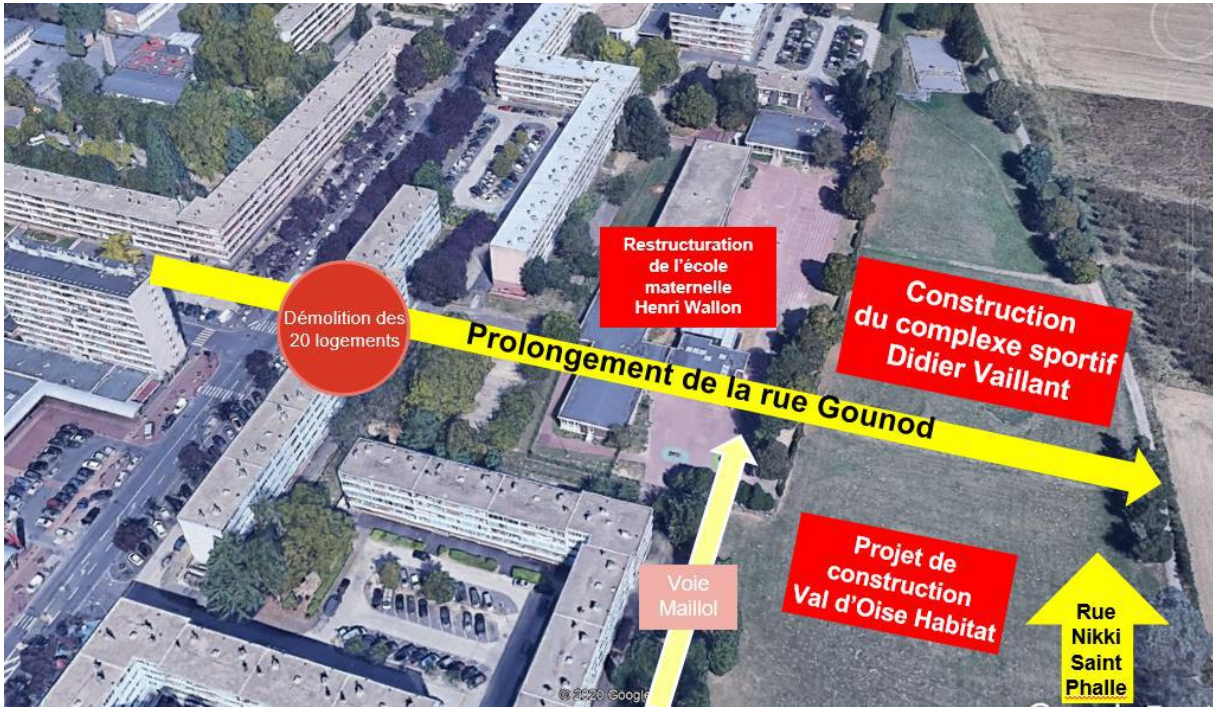 Restructuration
de l'école
maternelle
Henri Wallon
Construction
du complexe sportif
Didier Vaillant
Démolition des
20 logements
Prolongement de la rue Gounod
Projet de
construction
Val d'Oise Habitat
Voie
Maillol
Rue
Nikki
Saint
Phalle
© 2020 Google